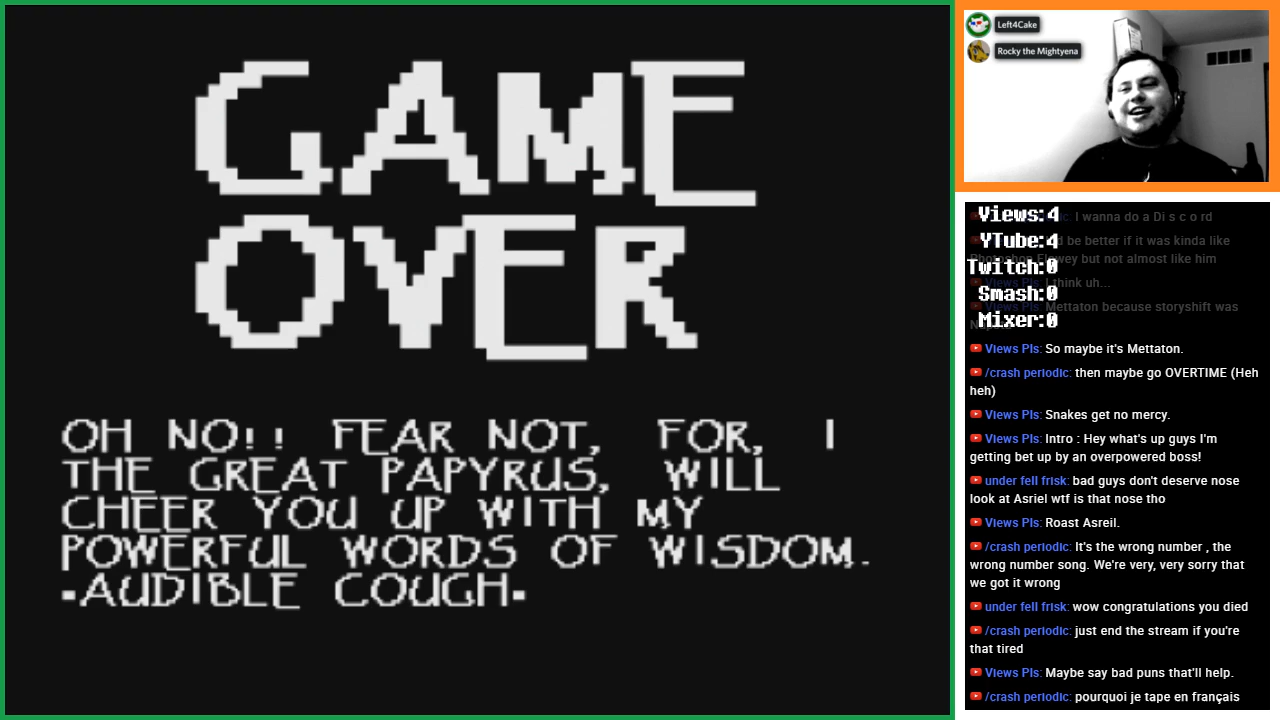 GAME
OVER
OH NO!! FEAR NOT, FOR, I
THE GREAT PAPYRUS, WILL
CHEER YOU UP WITH MY
POWERFUL WORDS OF WISDOM.
-AUDIBLE COUGH-
Left4Cake
Rocky the Mightyena
Views:4
YTube:4
Twitch:0
Smash:0
Mixer:0
I wanna do a Di s c o rd
be better if it was kinda like
but not almost like him
I think uh...
Mettaton because storyshift was
Views Pls: So maybe it's Mettaton.
/crash periodic: then maybe go OVERTIME (Heh
heh)
Views Pls: Snakes get no mercy.
Views Pls: Intro : Hey what's up guys I'm
getting bet up by an overpowered boss!
under fell frisk: bad guys don't deserve nose
look at Asriel wtf is that nose tho
Views Pls: Roast Asreil.
/crash periodic: It's the wrong number , the
wrong number song. We're very, very sorry that
we got it wrong
under fell frisk: wow congratulations you died
/crash periodic: just end the stream if you're
that tired
Views Pls: Maybe say bad puns that'll help.
/crash periodic: pourquoi je tape en français